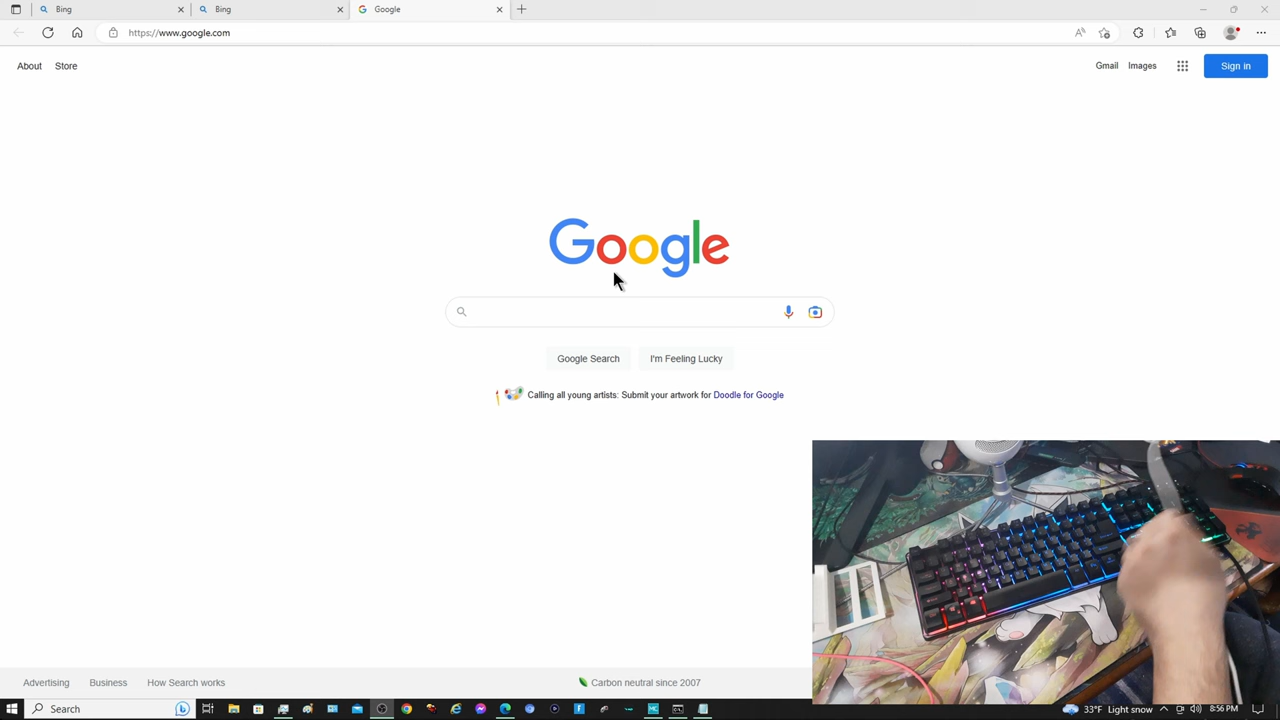 Bing
Bing
Google
https://www.google.com
About
Store
Gmail
Images
Sign in
Google
Google Search
I'm Feeling Lucky
Calling all young artists: Submit your artwork for Doodle for Google
Advertising
Business
How Search works
Carbon neutral since 2007
Search
33°F Light snow
8:56 PM